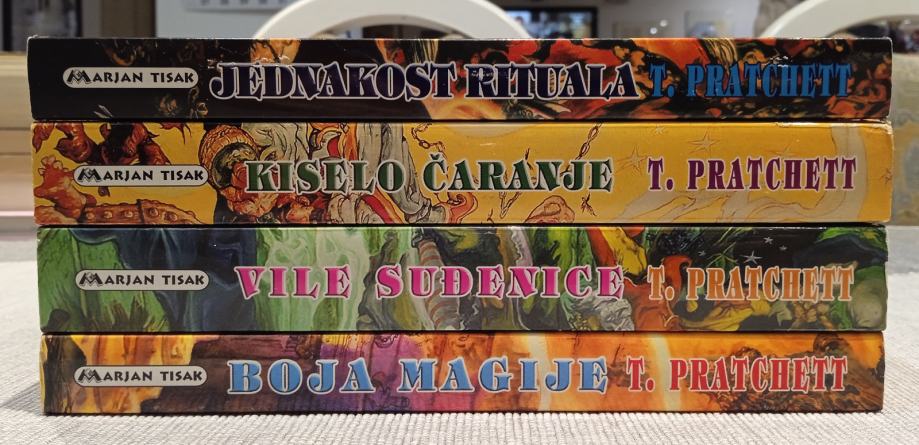 MARJAN TISAK JEDNAKOST RITUALA T. PRATCHETT
MARJAN TISAK KISELO ČARANJE T. PRATCHETT
MARJAN TISAK VILE SUĐENICE T. PRATCHETT
MARJAN TISAK BOJA MAGIJE T. PRATCHETT